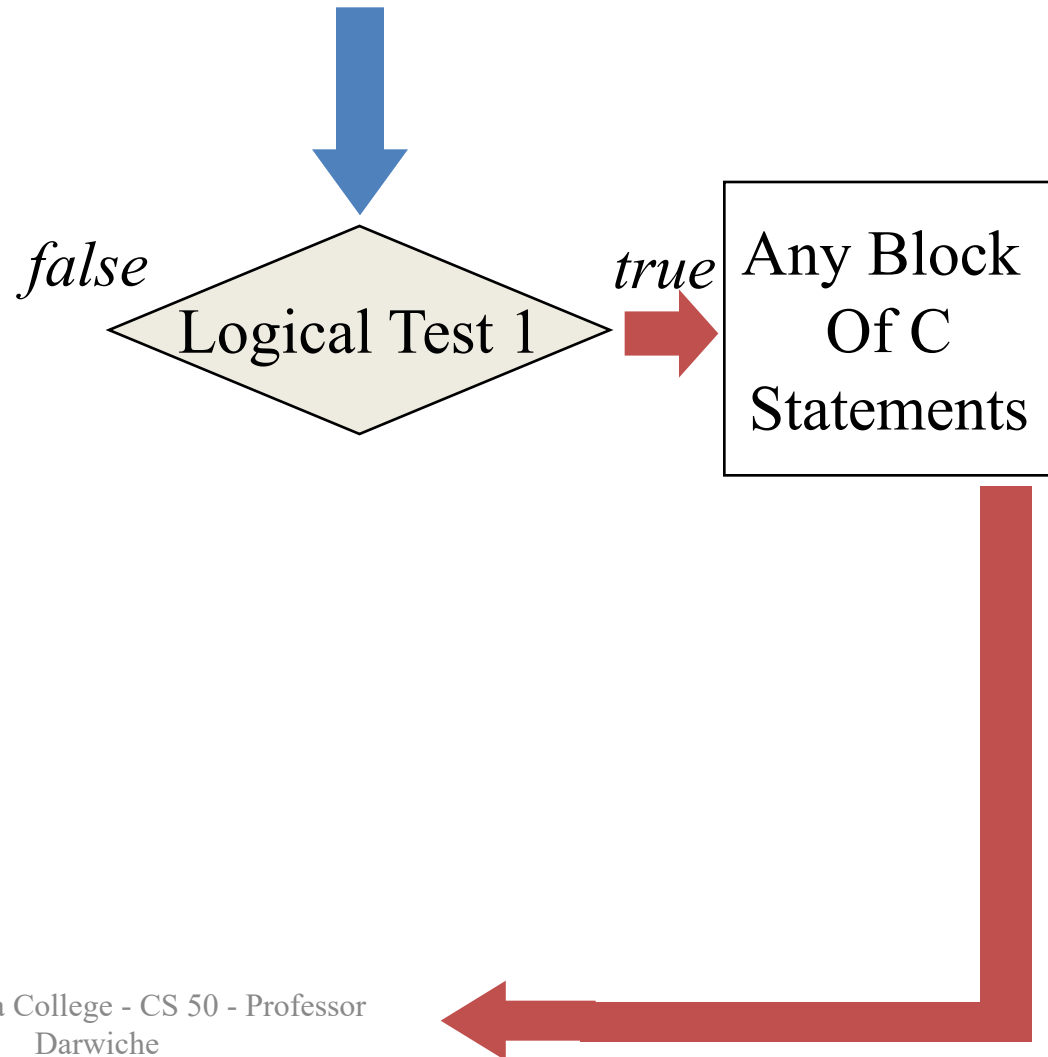 false
true
Logical Test 1
Any Block
Of C
Statements
College - CS 50 - Professor
Darwiche